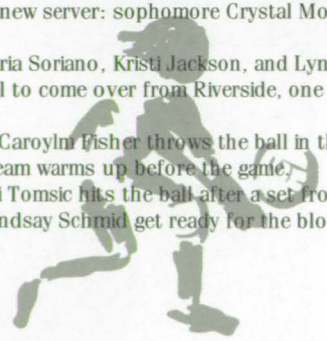 new server: sophomore Crystal Mo
ria Soriano, Kristi Jackson, and Lyn
l to come over from Riverside, one
Caroylm Fisher throws the ball in th
eam warms up before the game,
i Tomsic hits the ball after a set fro
ndsay Schmid get ready for the blo